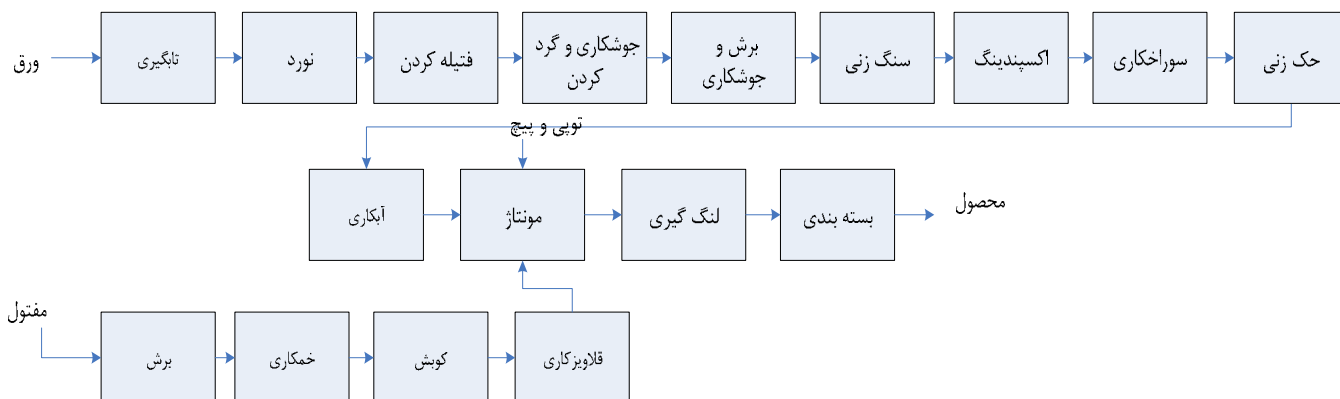 ورق
تابگیری
نورد
فتیله کردن
جوشکاری و گرد
کردن
برش و
جوشکاری
سنگ زنی
اکسپندینگ
سوراخکاری
حک زنی
توپی و پیچ
آبکاری
مونتاژ
لنگ گیری
بسته بندی
محصول
مفتول
برش
خمکاری
کوبش
قلاویزکاری